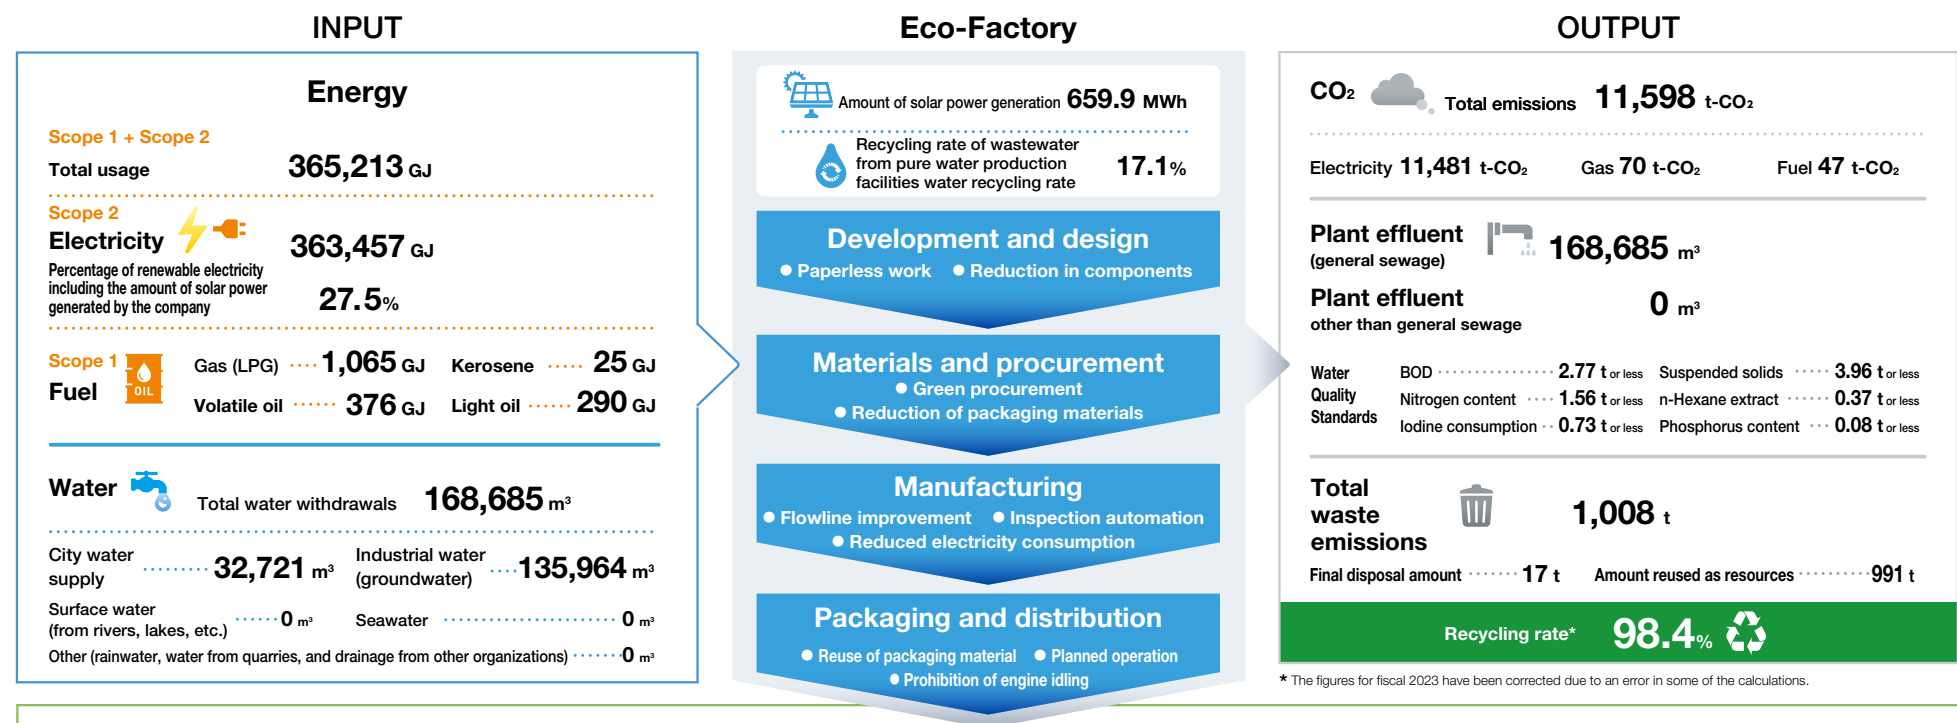 INPUT
Energy
Scope 1 + Scope 2
Total usage 365,213 GJ
Scope 2
Electricity 363,457 GJ
Percentage of renewable electricity
including the amount of solar power
generated by the company
27.5%
Scope 1
Fuel
OIL
Gas (LPG) 1,065 GJ Kerosene 25 GJ
Volatile oil 376 GJ Light oil 290 GJ
Water Total water withdrawals 168,685 m³
City water
supply 32,721 m³
Industrial water
(groundwater) 135,964 m³
Surface water
(from rivers, lakes, etc.) 0 m³
Seawater 0 m³
Other (rainwater, water from quarries, and drainage from other organizations) 0 m³
Eco-Factory
Amount of solar power generation 659.9 MWh
Recycling rate of wastewater
from pure water production
facilities water recycling rate
17.1%
Development and design
● Paperless work ● Reduction in components
Materials and procurement
● Green procurement
● Reduction of packaging materials
Manufacturing
● Flowline improvement ● Inspection automation
● Reduced electricity consumption
Packaging and distribution
● Reuse of packaging material ● Planned operation
● Prohibition of engine idling
OUTPUT
CO₂ Total emissions 11,598 t-CO₂
Electricity 11,481 t-CO₂ Gas 70 t-CO₂ Fuel 47 t-CO₂
Plant effluent
(general sewage)
168,685 m³
Plant effluent
other than general sewage
0 m³
Water
Quality
Standards
BOD 2.77 t or less Suspended solids 3.96 t or less
Nitrogen content 1.56 t or less n-Hexane extract 0.37 t or less
Iodine consumption 0.73 t or less Phosphorus content 0.08 t or less
Total
waste
emissions
1,008 t
Final disposal amount 17 t Amount reused as resources 991 t
Recycling rate* 98.4%
* The figures for fiscal 2023 have been corrected due to an error in some of the calculations.